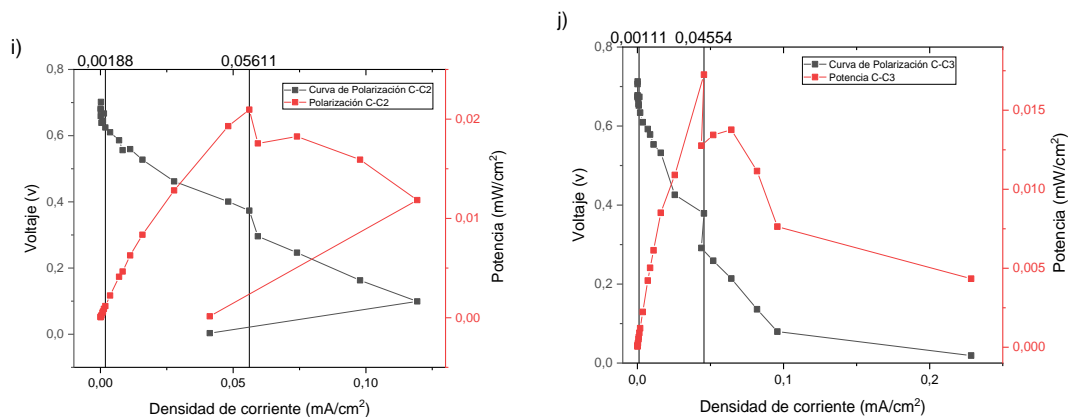 i)
0,00188
0,05611
0,8
0,6
0,4
0,2
0,0
Voltaje (v)
Curva de Polarización C-C2
Polarización C-C2
0,02
0,01
0,00
Potencia (mW/cm²)
0,00
0,05
0,10
Densidad de corriente (mA/cm²)
j)
0,00111
0,04554
0,8
0,6
0,4
0,2
0,0
Voltaje (v)
Curva de Polarización C-C3
Potencia C-C3
0,015
0,010
0,005
0,000
Potencia (mW/cm²)
0,0
0,1
0,2
Densidad de corriente (mA/cm²)